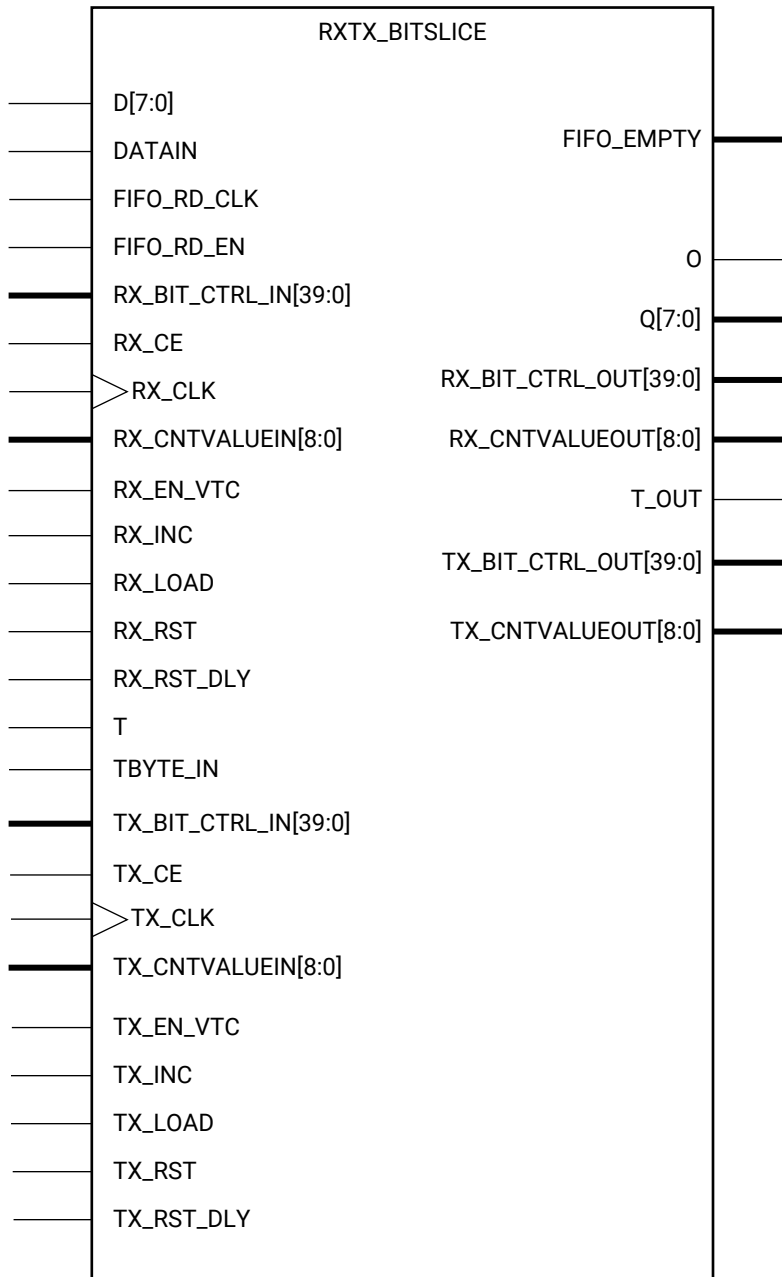 RXTX_BITSLICE
D[7:0]
DATAIN
FIFO_RD_CLK
FIFO_RD_EN
RX_BIT_CTRL_IN[39:0]
RX_CE
RX_CLK
RX_CNTVALUEIN[8:0]
RX_EN_VTC
RX_INC
RX_LOAD
RX_RST
RX_RST_DLY
T
TBYTE_IN
TX_BIT_CTRL_IN[39:0]
TX_CE
TX_CLK
TX_CNTVALUEIN[8:0]
TX_EN_VTC
TX_INC
TX_LOAD
TX_RST
TX_RST_DLY
FIFO_EMPTY
O
Q[7:0]
RX_BIT_CTRL_OUT[39:0]
RX_CNTVALUEOUT[8:0]
T_OUT
TX_BIT_CTRL_OUT[39:0]
TX_CNTVALUEOUT[8:0]